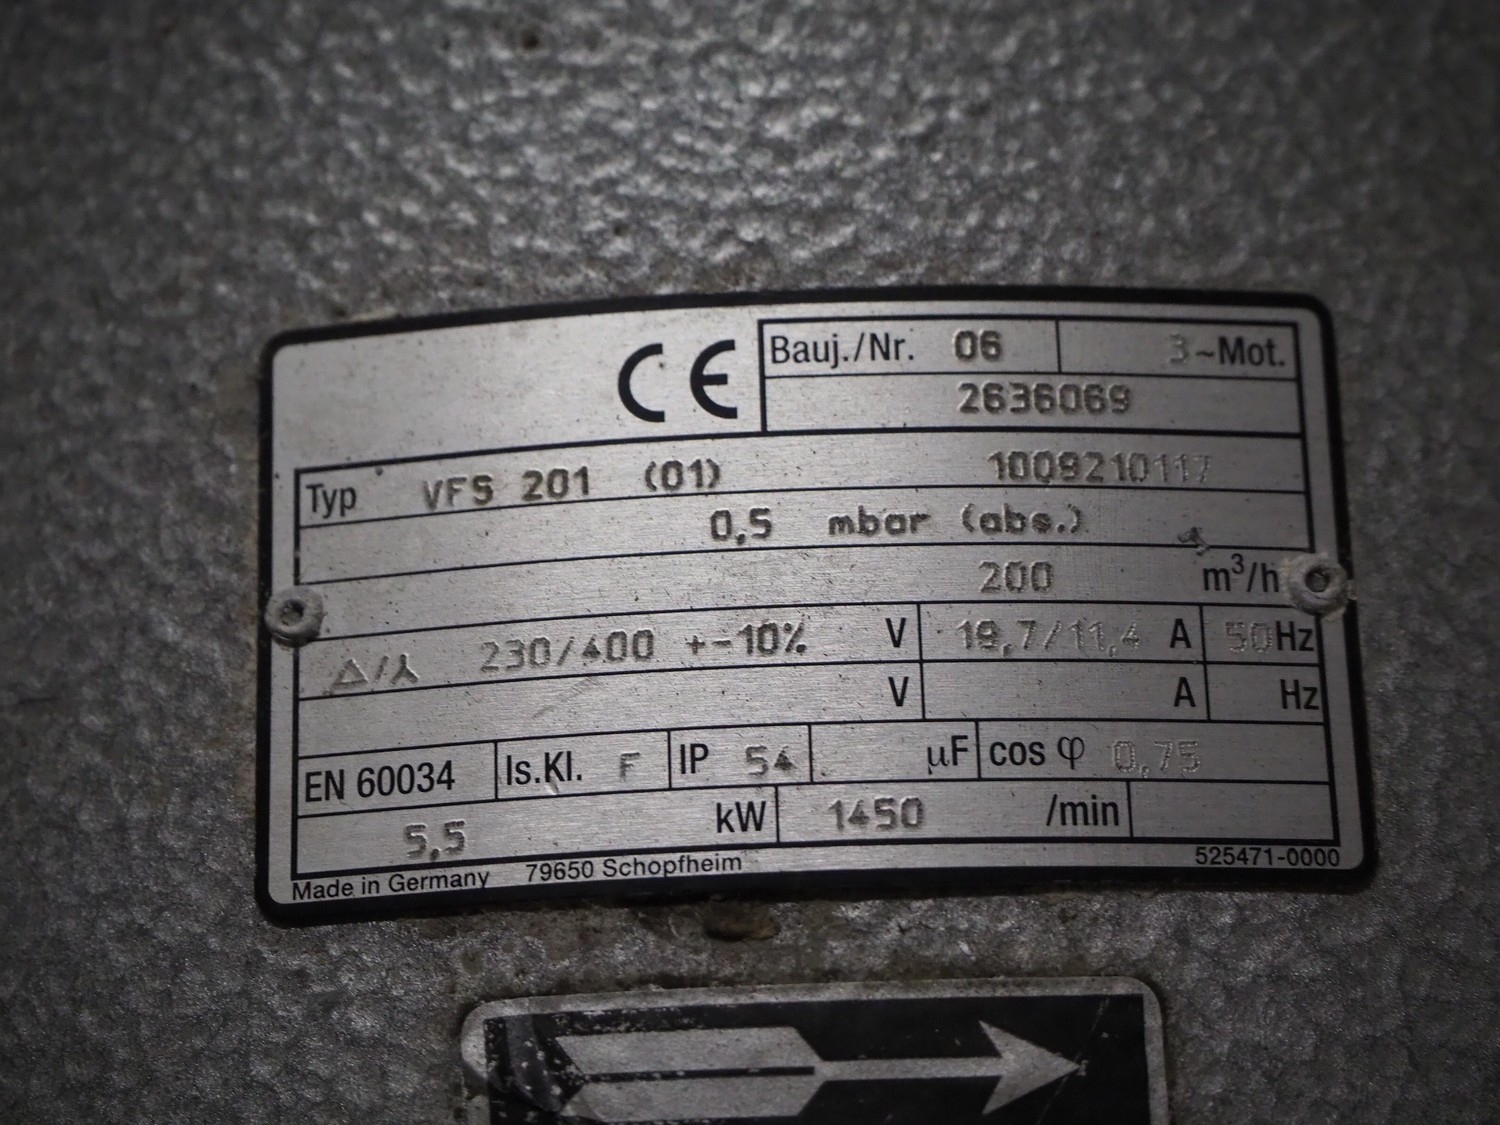 CE
Bauj./Nr. 06 3~Mot.
2636069
Typ VFS 201 (01) 1009210117
0,5 mbar (abs.)
200 m³/h
Δ/⅄ 230/400 +-10% V 19,7/11,4 A 50Hz
V A Hz
EN 60034 Is.Kl. F IP 54 µF cos φ 0,75
5,5 kW 1450 /min
Made in Germany 79650 Schopfheim 525471-0000